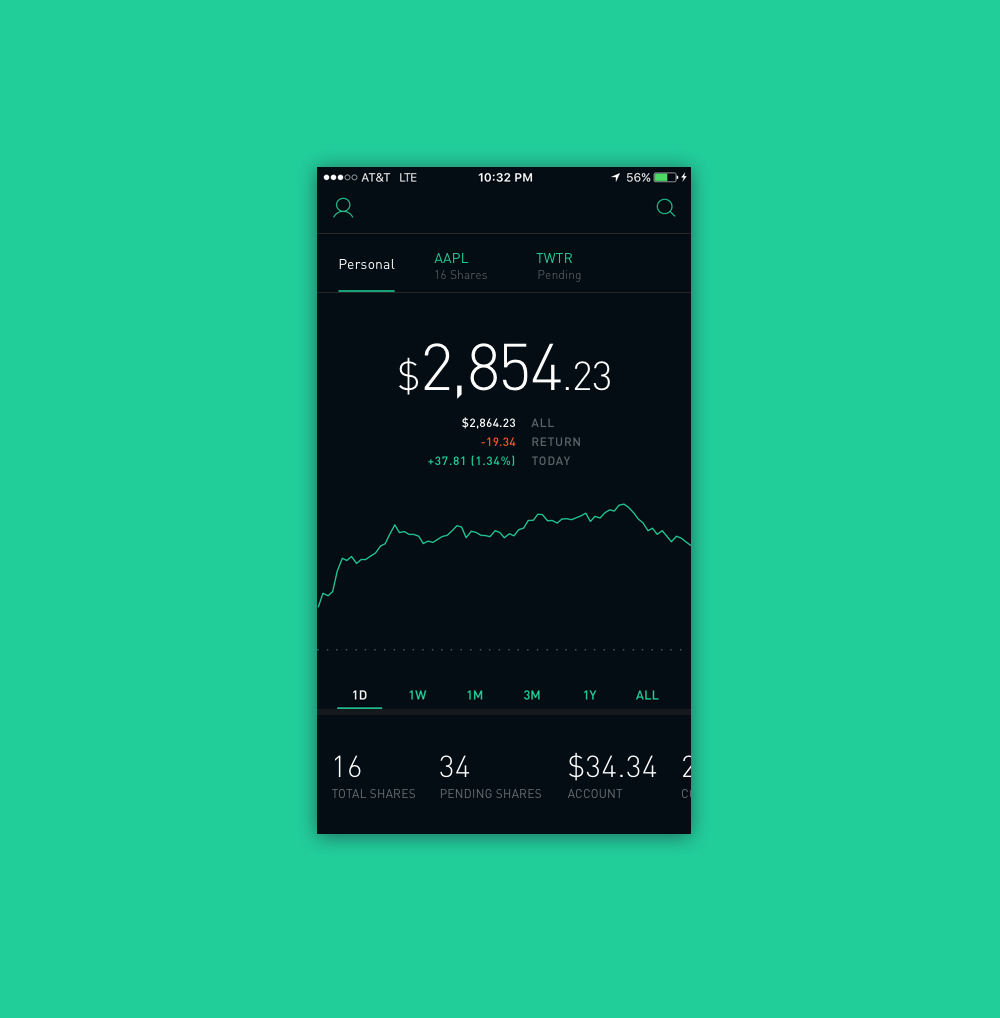 AT&T LTE 10:32 PM 56%
Personal
AAPL
16 Shares
TWTR
Pending
$2,854.23
$2,864.23 ALL
-19.34 RETURN
+37.81 (1.34%) TODAY
1D 1W 1M 3M 1Y ALL
16 34 $34.34 2
TOTAL SHARES PENDING SHARES ACCOUNT